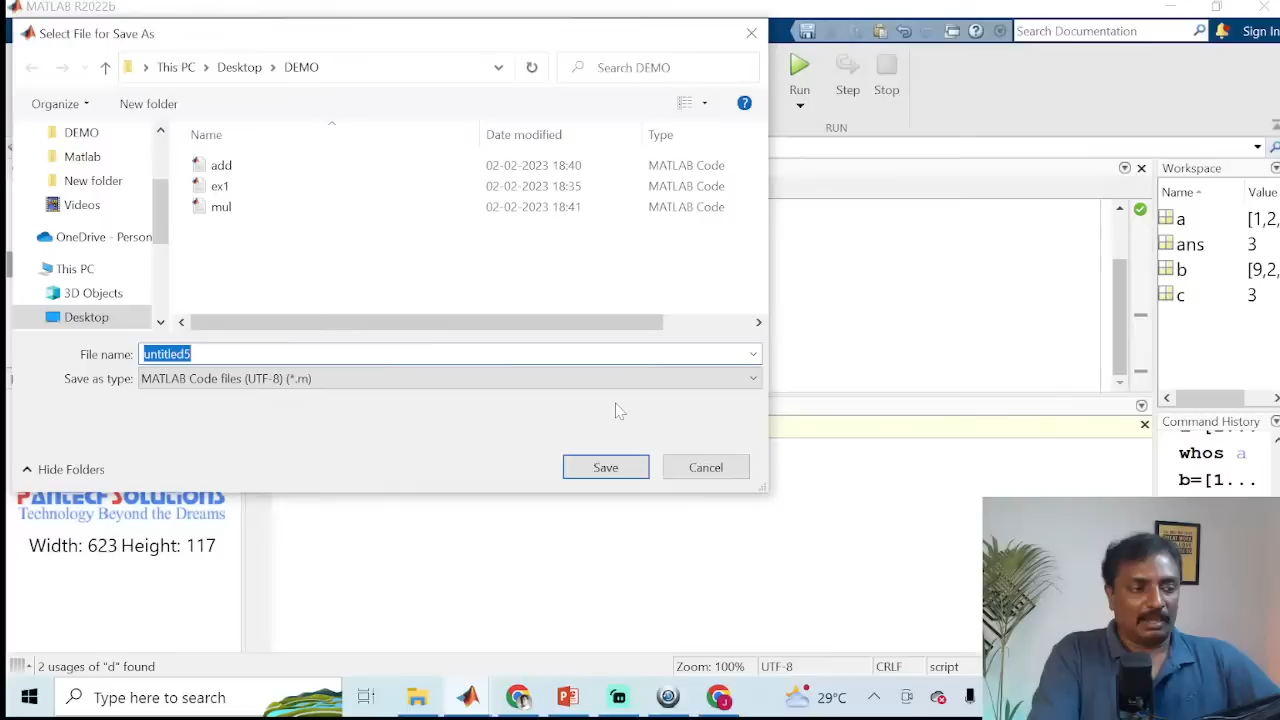 MATLAB R2022b
Select File for Save As
This PC > Desktop > DEMO
Search DEMO
Search Documentation
Sign In
Organize
New folder
Run
Step
Stop
RUN
DEMO
Matlab
New folder
Videos
OneDrive - Person
This PC
3D Objects
Desktop
Name Date modified Type
add 02-02-2023 18:40 MATLAB Code
ex1 02-02-2023 18:35 MATLAB Code
mul 02-02-2023 18:41 MATLAB Code
File name: untitled5
Save as type: MATLAB Code files (UTF-8) (*.m)
Hide Folders
Save
Cancel
Workspace
Name Value
a [1,2,
ans 3
b [9,2,
c 3
Command History
whos a
b=[1...
PANTECH SOLUTIONS
Technology Beyond the Dreams
Width: 623 Height: 117
2 usages of "d" found
Zoom: 100%
UTF-8
CRLF
script
Type here to search
29°C